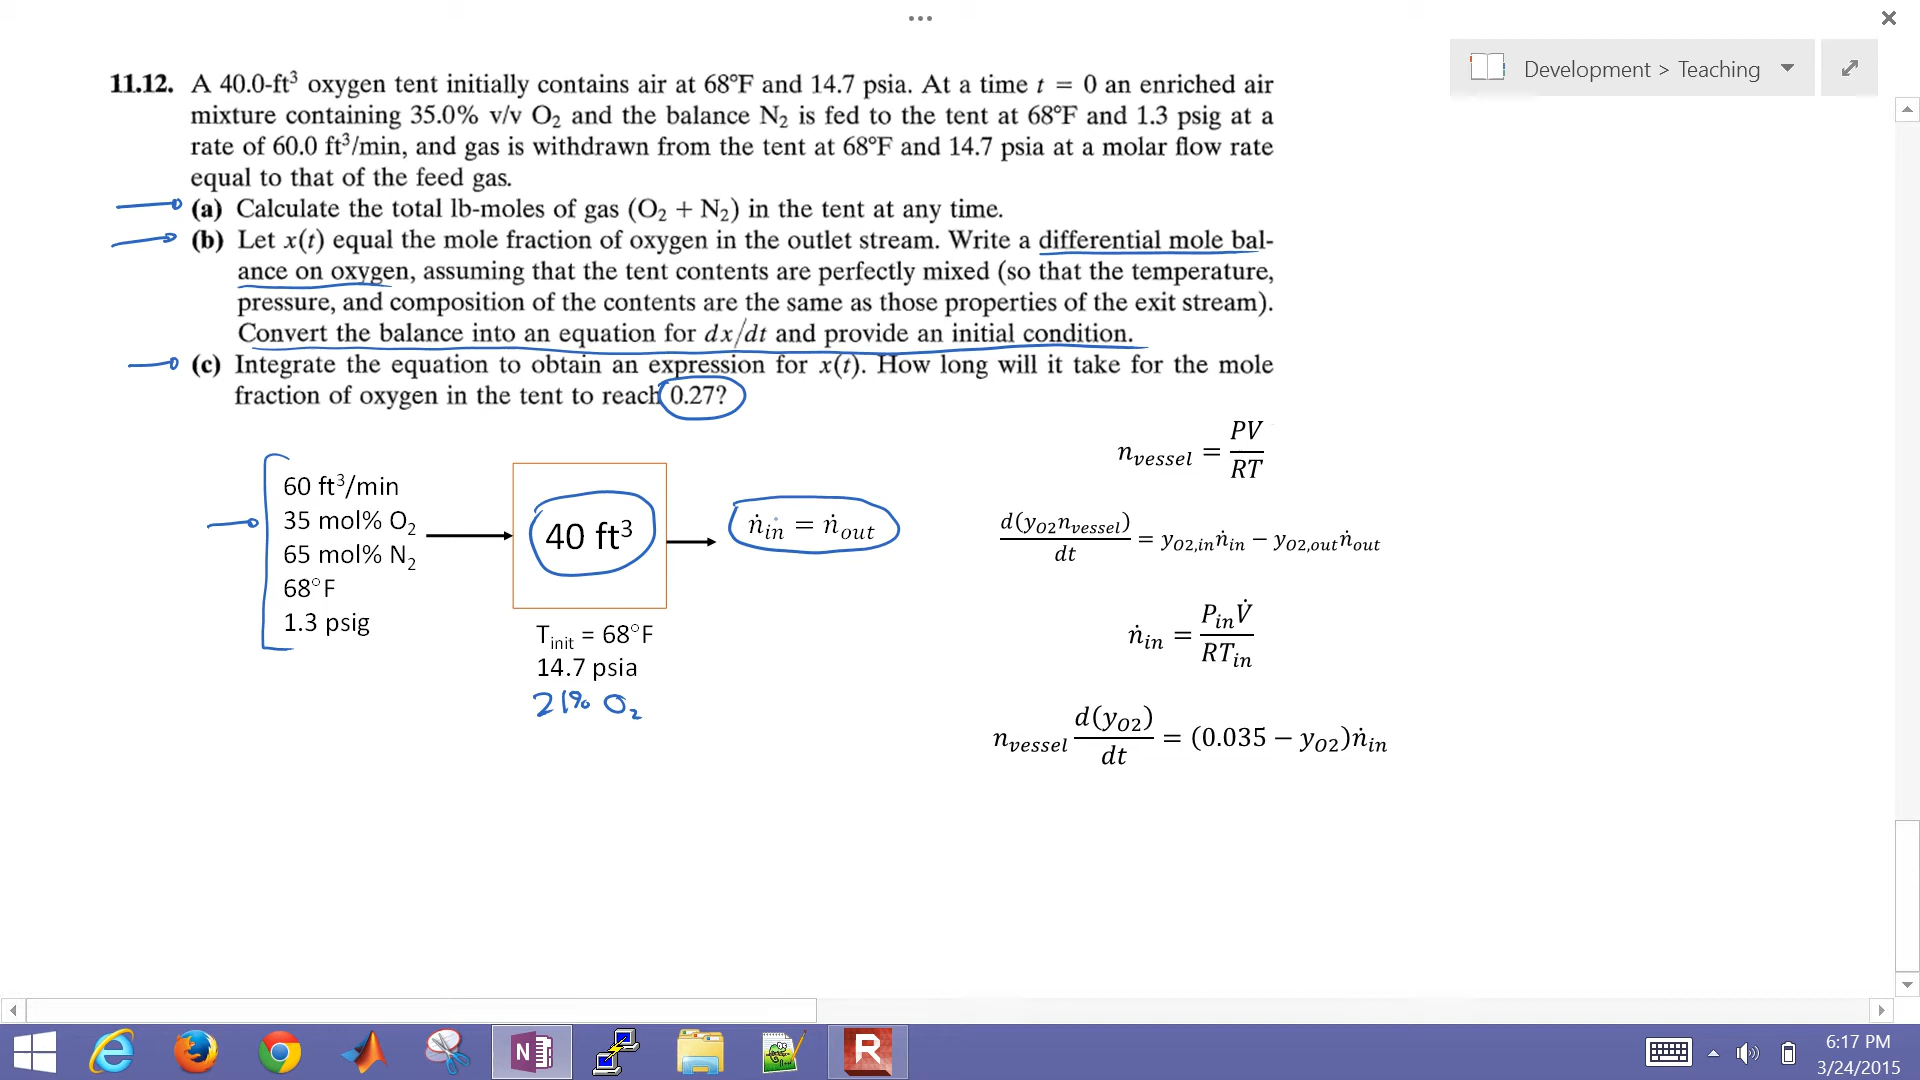 •••
Development > Teaching
11.12. A 40.0-ft³ oxygen tent initially contains air at 68°F and 14.7 psia. At a time t = 0 an enriched air
mixture containing 35.0% v/v O₂ and the balance N₂ is fed to the tent at 68°F and 1.3 psig at a
rate of 60.0 ft³/min, and gas is withdrawn from the tent at 68°F and 14.7 psia at a molar flow rate
equal to that of the feed gas.
(a) Calculate the total lb-moles of gas (O₂ + N₂) in the tent at any time.
(b) Let x(t) equal the mole fraction of oxygen in the outlet stream. Write a differential mole bal-
ance on oxygen, assuming that the tent contents are perfectly mixed (so that the temperature,
pressure, and composition of the contents are the same as those properties of the exit stream).
Convert the balance into an equation for dx/dt and provide an initial condition.
(c) Integrate the equation to obtain an expression for x(t). How long will it take for the mole
fraction of oxygen in the tent to reach 0.27?
60 ft³/min
35 mol% O₂
65 mol% N₂
68°F
1.3 psig
40 ft³
ṅ_in = ṅ_out
T_init = 68°F
14.7 psia
21% O₂
n_vessel = PV/RT
d(y_O2 n_vessel)/dt = y_O2,in ṅ_in − y_O2,out ṅ_out
ṅ_in = P_in V̇/RT_in
n_vessel d(y_O2)/dt = (0.035 − y_O2)ṅ_in
6:17 PM
3/24/2015